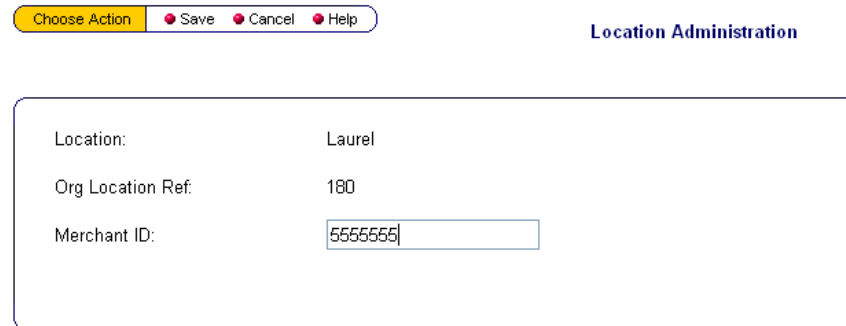 Choose Action Save Cancel Help
Location Administration
Location: Laurel
Org Location Ref: 180
Merchant ID: 5555555